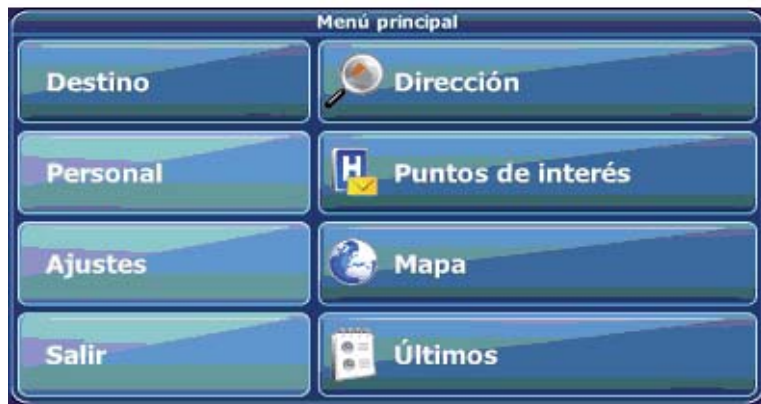 Menú principal
Destino
Dirección
Personal
H
Puntos de interés
Ajustes
Mapa
Salir
Últimos